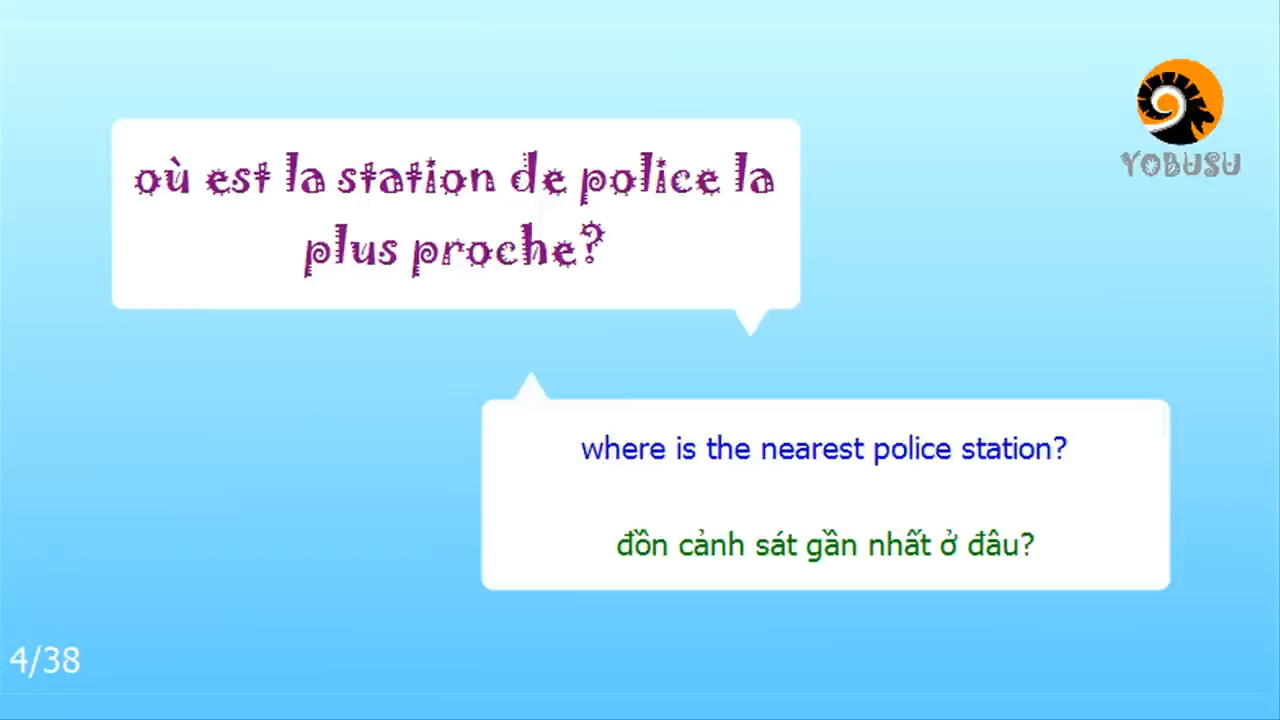 YOBUSU
où est la station de police la
plus proche?
where is the nearest police station?
đồn cảnh sát gần nhất ở đâu?
4/38